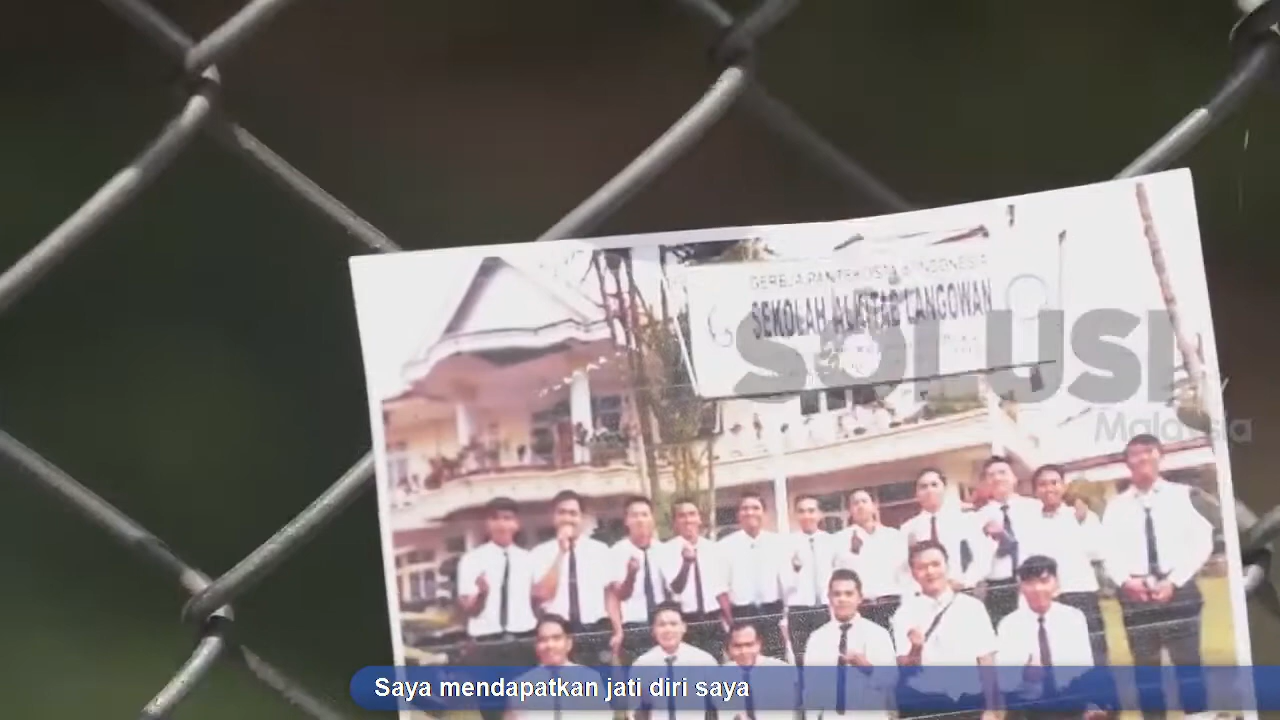 GEREJA PANTEKOSTA DI INDONESIA
SEKOLAH ALKITAB LANGOWAN
SOLUSI
Malaysia
Saya mendapatkan jati diri saya